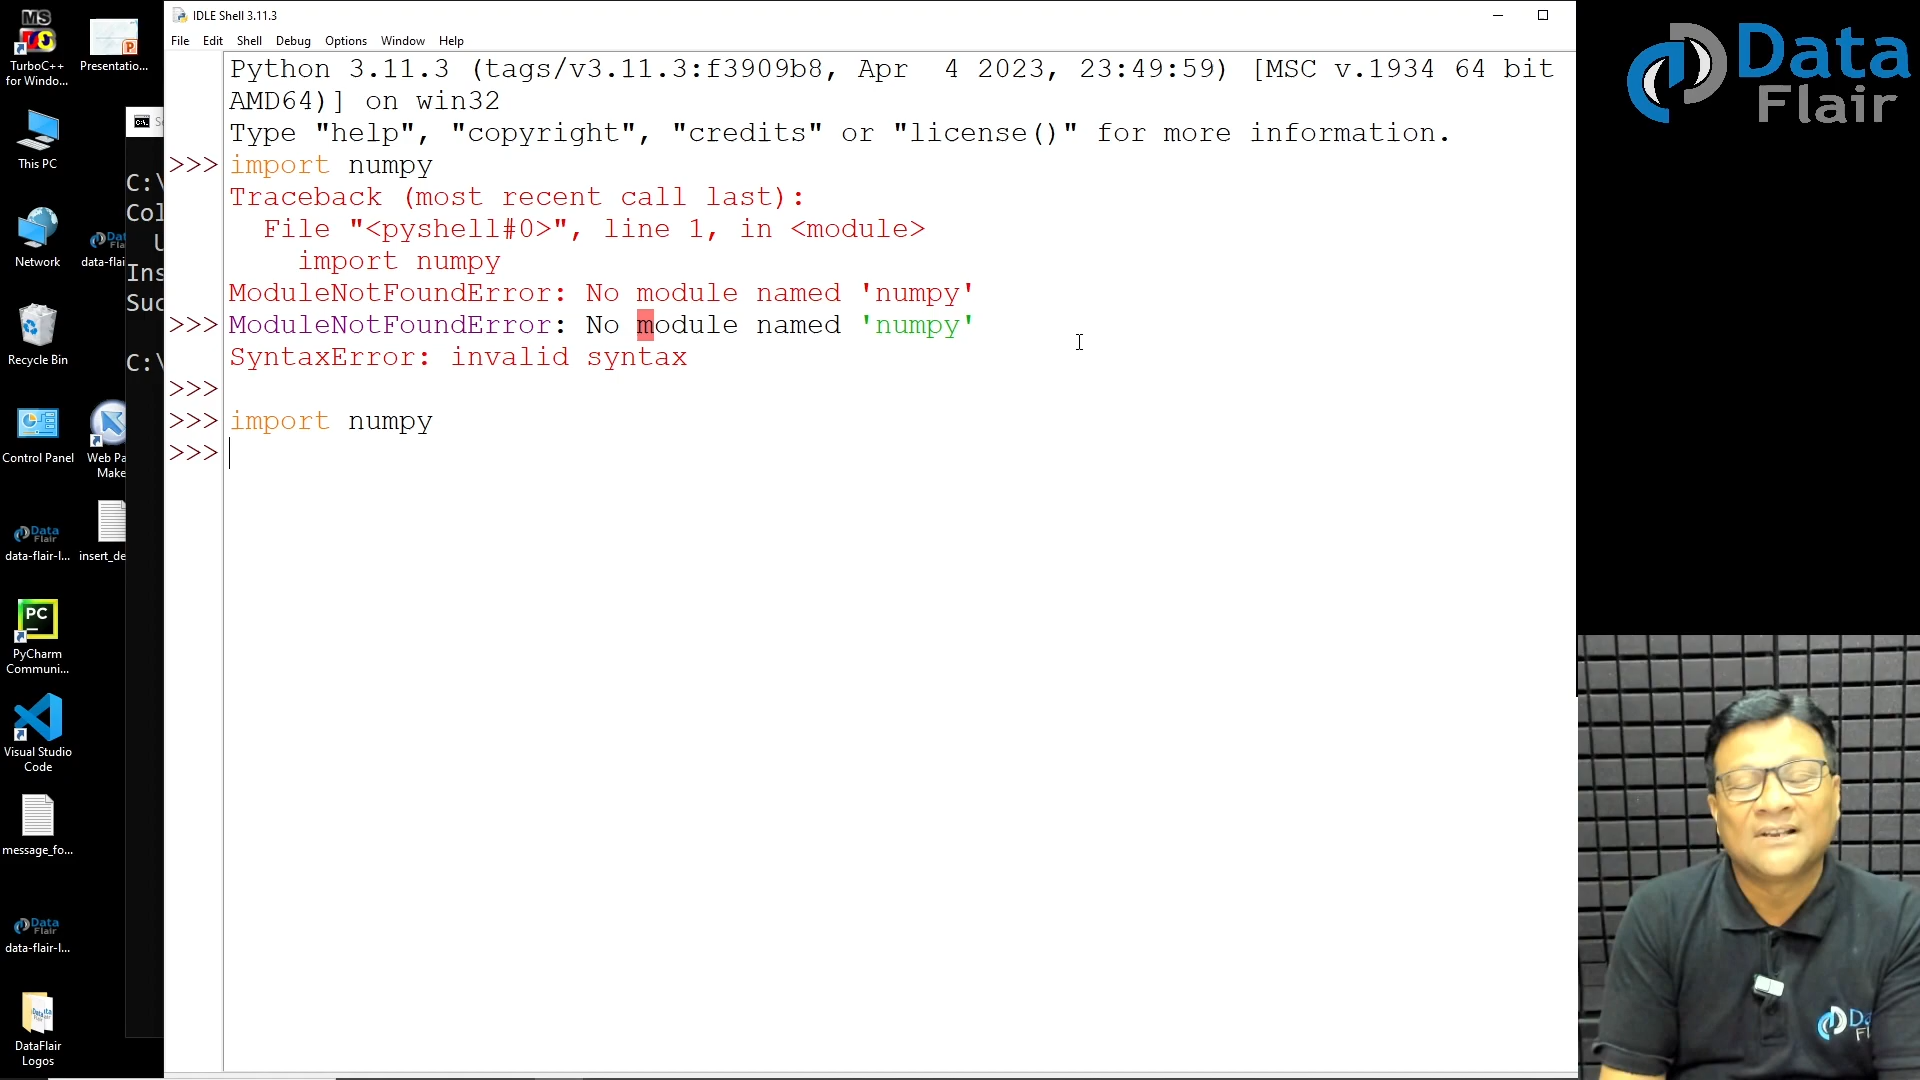 IDLE Shell 3.11.3
File Edit Shell Debug Options Window Help
Python 3.11.3 (tags/v3.11.3:f3909b8, Apr  4 2023, 23:49:59) [MSC v.1934 64 bit
AMD64)] on win32
Type "help", "copyright", "credits" or "license()" for more information.
>>> import numpy
Traceback (most recent call last):
  File "<pyshell#0>", line 1, in <module>
    import numpy
ModuleNotFoundError: No module named 'numpy'
>>> ModuleNotFoundError: No module named 'numpy'
SyntaxError: invalid syntax
>>>
>>> import numpy
>>>
TurboC++
for Windo...
Presentatio...
This PC
Network
data-flai
Recycle Bin
Control Panel
Web Pa
Make
data-flair-l...
insert_de
PC
PyCharm
Communi...
Visual Studio
Code
message_fo...
Data
Flair
data-flair-l...
DataFlair
Logos
C:\
Col
U
Ins
Suc
C:\
Data
Flair